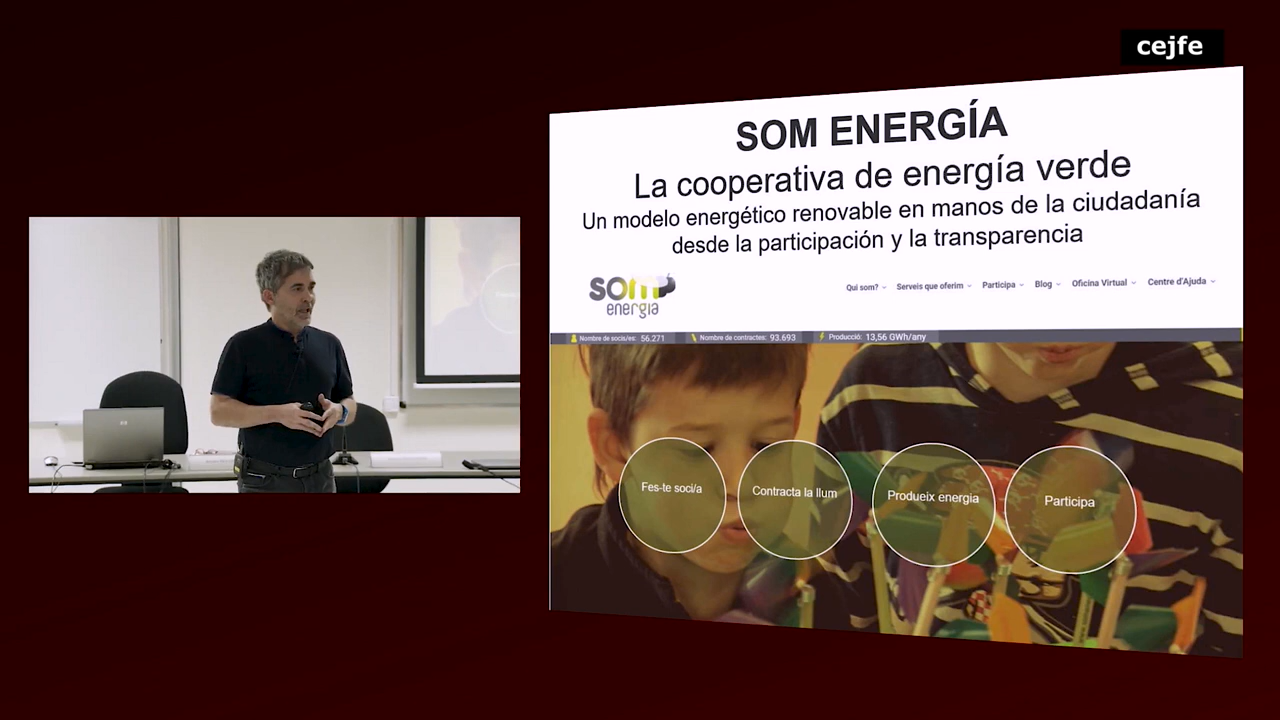 cejfe
SOM ENERGÍA
La cooperativa de energía verde
Un modelo energético renovable en manos de la ciudadanía
desde la participación y la transparencia
som energia
Qui som? Serveis que oferim Participa Blog Oficina Virtual Centre d'Ajuda
Nombre de socis/es: 56.271 Nombre de contractes: 93.693 Producció: 13,56 GWh/any
Fes-te soci/a Contracta la llum Produeix energia Participa